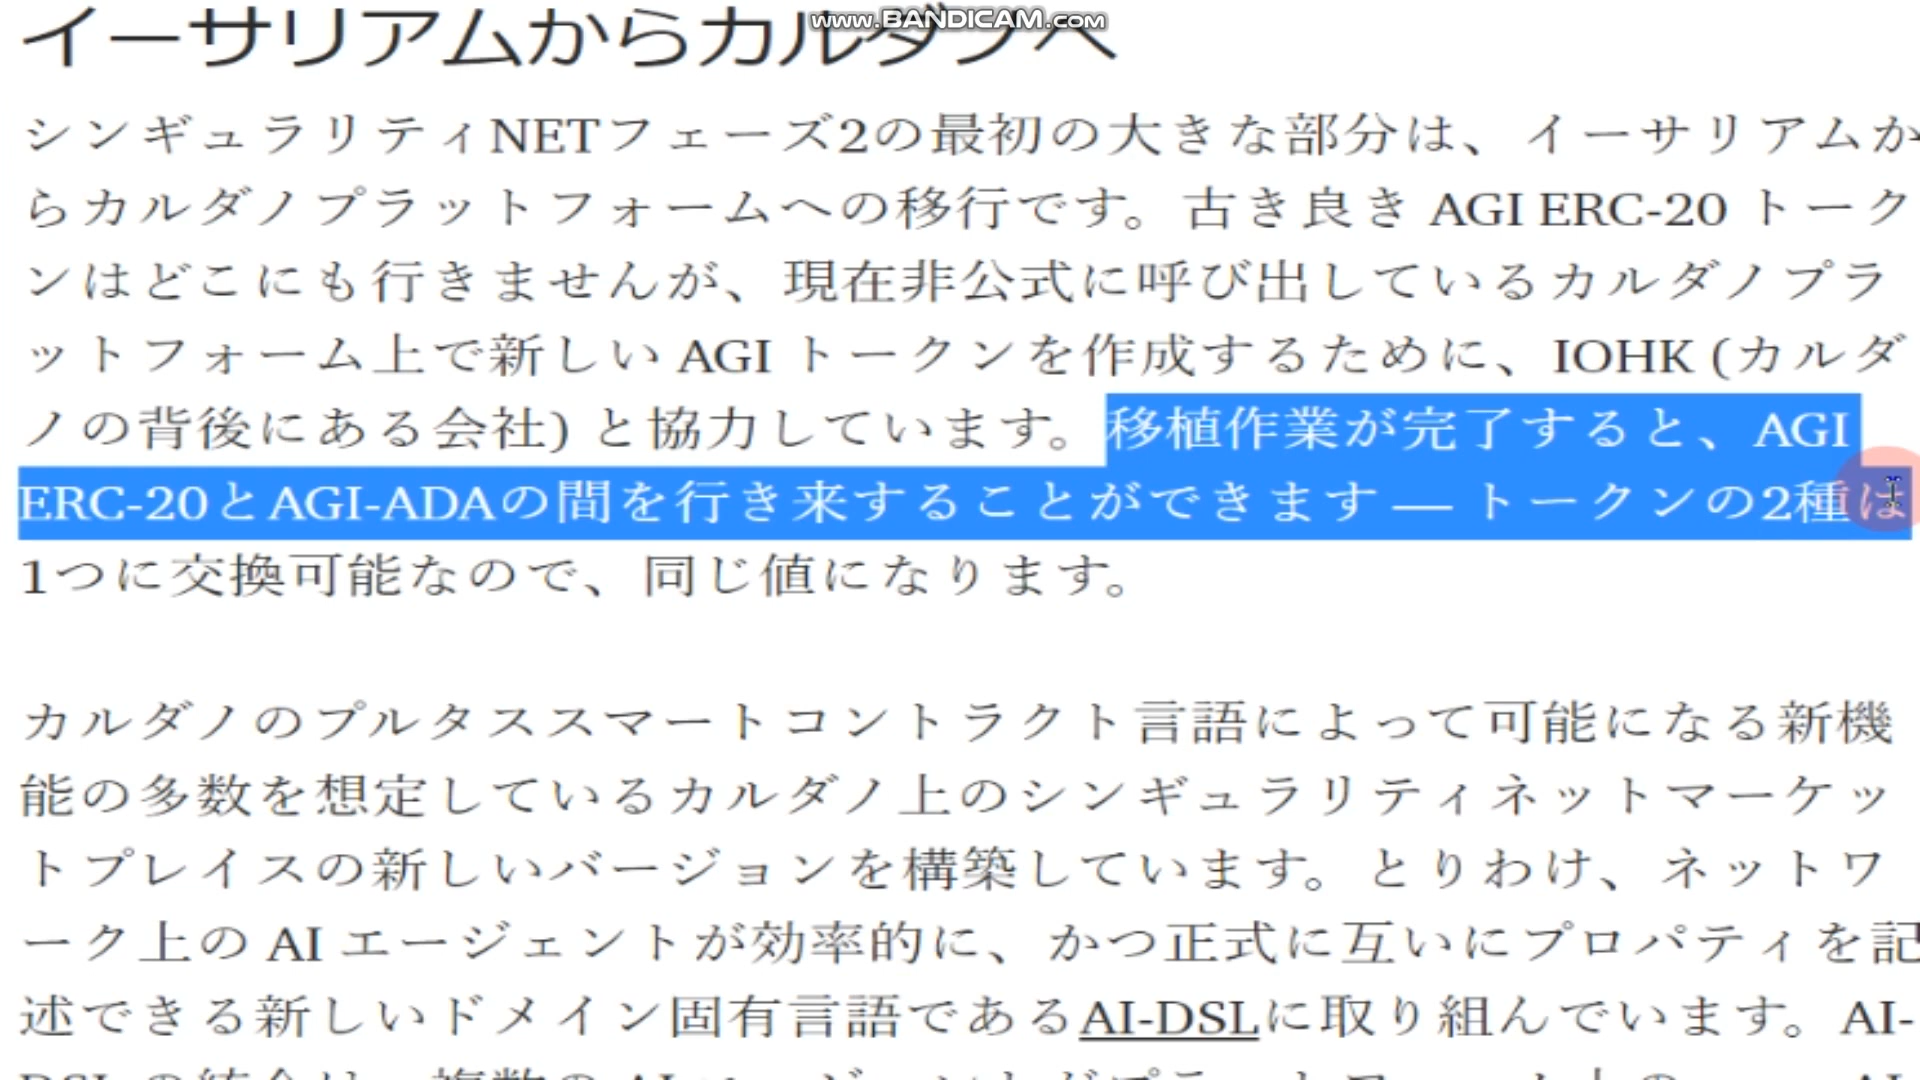 www.BANDICAM.com
イーサリアムからカルダノへ
シンギュラリティNETフェーズ2の最初の大きな部分は、イーサリアムか
らカルダノプラットフォームへの移行です。古き良き AGI ERC-20 トーク
ンはどこにも行きませんが、現在非公式に呼び出しているカルダノプラ
ットフォーム上で新しい AGI トークンを作成するために、IOHK (カルダ
ノの背後にある会社) と協力しています。移植作業が完了すると、AGI
ERC-20とAGI-ADAの間を行き来することができます — トークンの2種は
1つに交換可能なので、同じ値になります。
カルダノのプルタススマートコントラクト言語によって可能になる新機
能の多数を想定しているカルダノ上のシンギュラリティネットマーケッ
トプレイスの新しいバージョンを構築しています。とりわけ、ネットワ
ーク上の AI エージェントが効率的に、かつ正式に互いにプロパティを記
述できる新しいドメイン固有言語であるAI-DSLに取り組んでいます。AI-